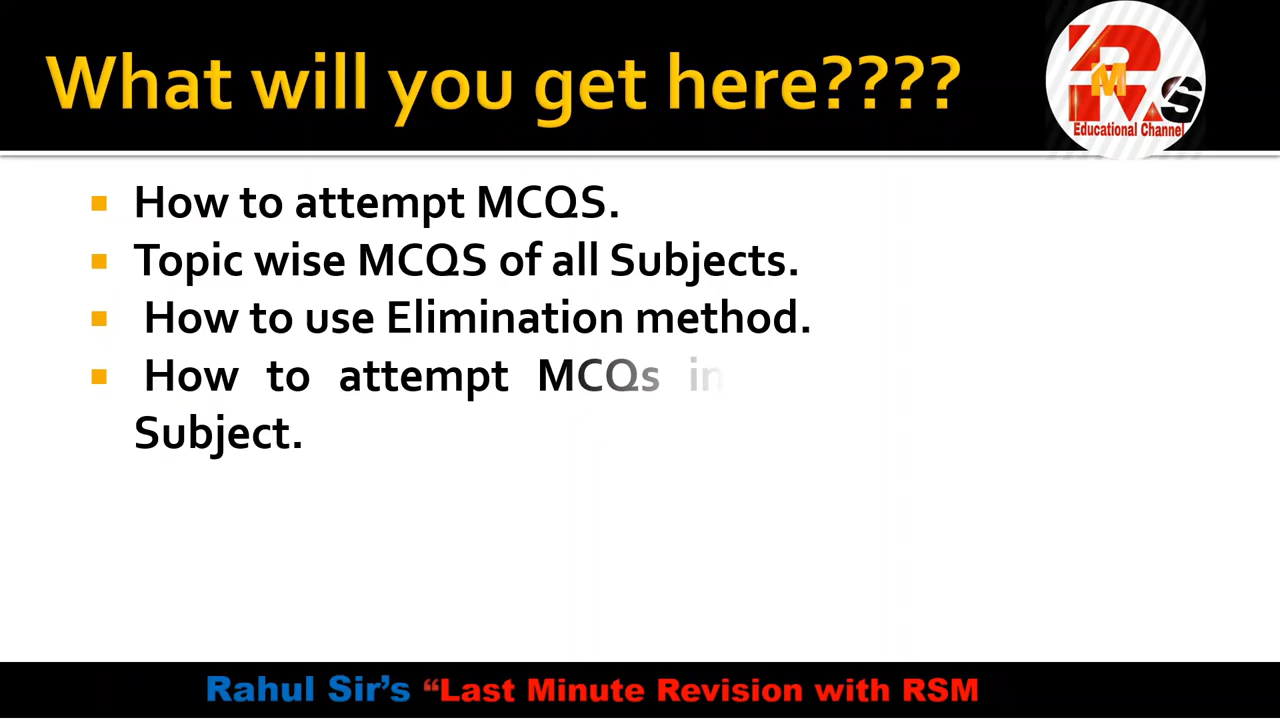 What will you get here????
RMS
Educational Channel
How to attempt MCQS.
Topic wise MCQS of all Subjects.
How to use Elimination method.
How to attempt MCQs in
Subject.
Rahul Sir’s “Last Minute Revision with RSM